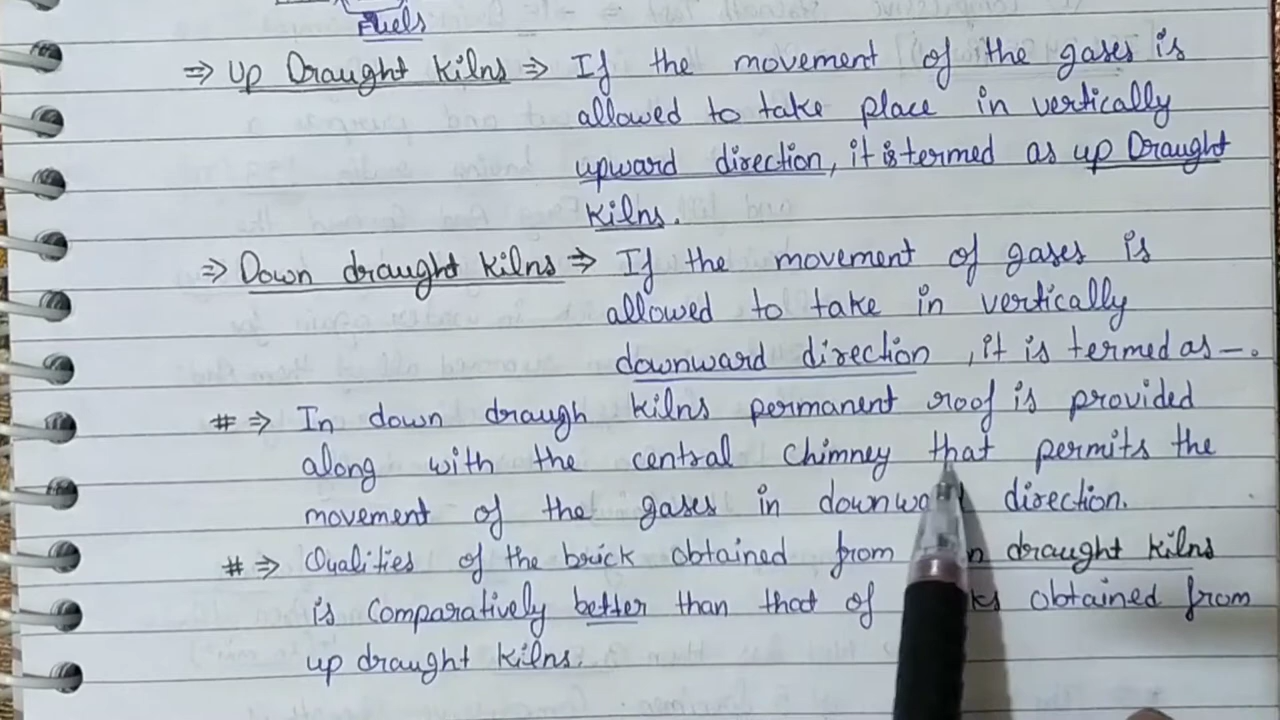 Fuels
⇒ Up Draught Kilns ⇒ If the movement of the gases is
allowed to take place in vertically
upward direction, it is termed as up Draught
Kilns.
⇒ Down draught Kilns ⇒ If the movement of gases is
allowed to take in vertically
downward direction, it is termed as —.
# ⇒ In down draugh kilns permanent roof is provided
along with the central chimney that permits the
movement of the gases in downwa direction.
# ⇒ Qualities of the brick obtained from n draught kilns
is comparatively better than that of ks obtained from
up draught kilns.